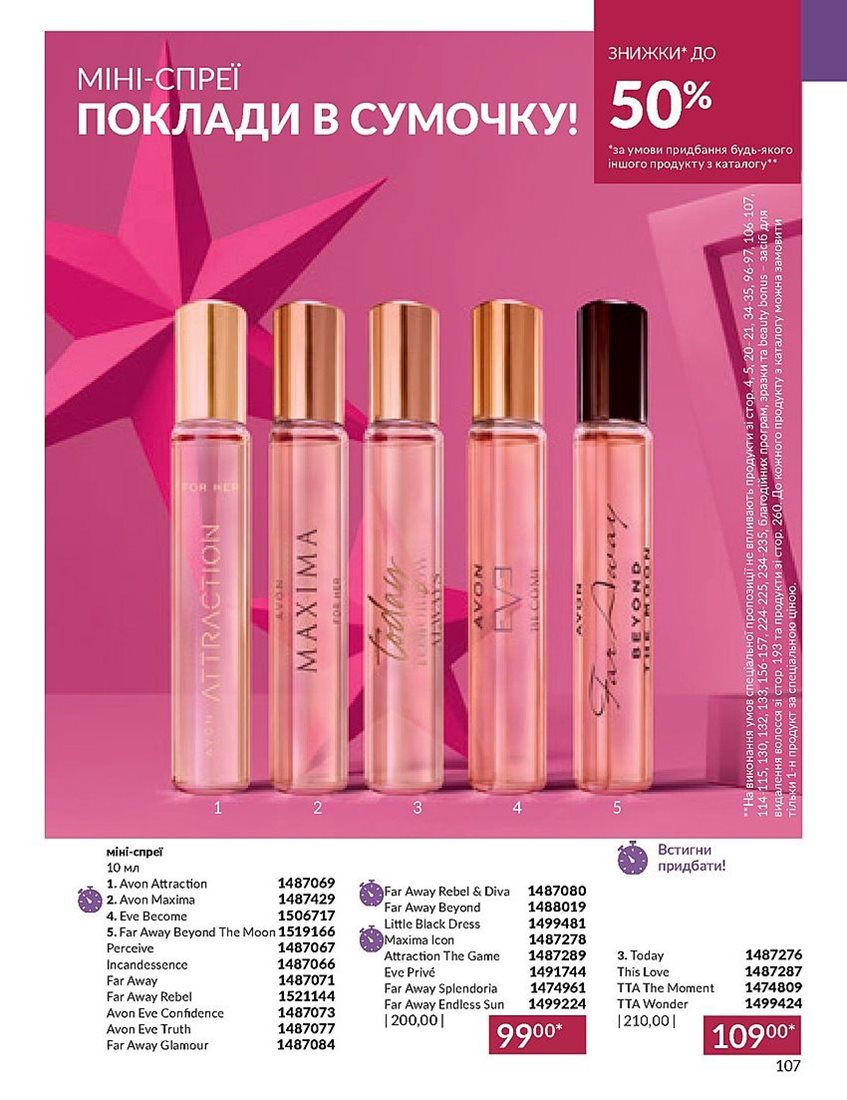 МІНІ-СПРЕЇ
ПОКЛАДИ В СУМОЧКУ!
ЗНИЖКИ* ДО
50%
*за умови придбання будь-якого
іншого продукту з каталогу**
FOR HER
AVON ATTRACTION
AVON
MAXIMA
FOR HER
today
TOMORROW
ALWAYS
AVON
EVE
BECOME
AVON
Far Away
BEYOND
THE MOON
1
2
3
4
5
**На виконання умов спеціальної пропозиції не впливають продукти зі стор. 4, 5, 20-21, 34-35, 96-97, 106-107,
114-115, 130, 132, 133, 156-157, 224-225, 234-235, благодійних програм, зразки та beauty bonus – засіб для
видалення волосся зі стор. 193 та продукти зі стор. 260. До кожного продукту з каталогу можна замовити
тільки 1-н продукт за спеціальною ціною.
міні-спреї
10 мл
1. Avon Attraction 1487069
2. Avon Maxima 1487429
4. Eve Become 1506717
5. Far Away Beyond The Moon 1519166
Perceive 1487067
Incandessence 1487066
Far Away 1487071
Far Away Rebel 1521144
Avon Eve Confidence 1487073
Avon Eve Truth 1487077
Far Away Glamour 1487084
Far Away Rebel & Diva 1487080
Far Away Beyond 1488019
Little Black Dress 1499481
Maxima Icon 1487278
Attraction The Game 1487289
Eve Privé 1491744
Far Away Splendoria 1474961
Far Away Endless Sun 1499224
| 200,00 |
9900*
Встигни
придбати!
3. Today 1487276
This Love 1487287
TTA The Moment 1474809
TTA Wonder 1499424
| 210,00 |
10900*
107